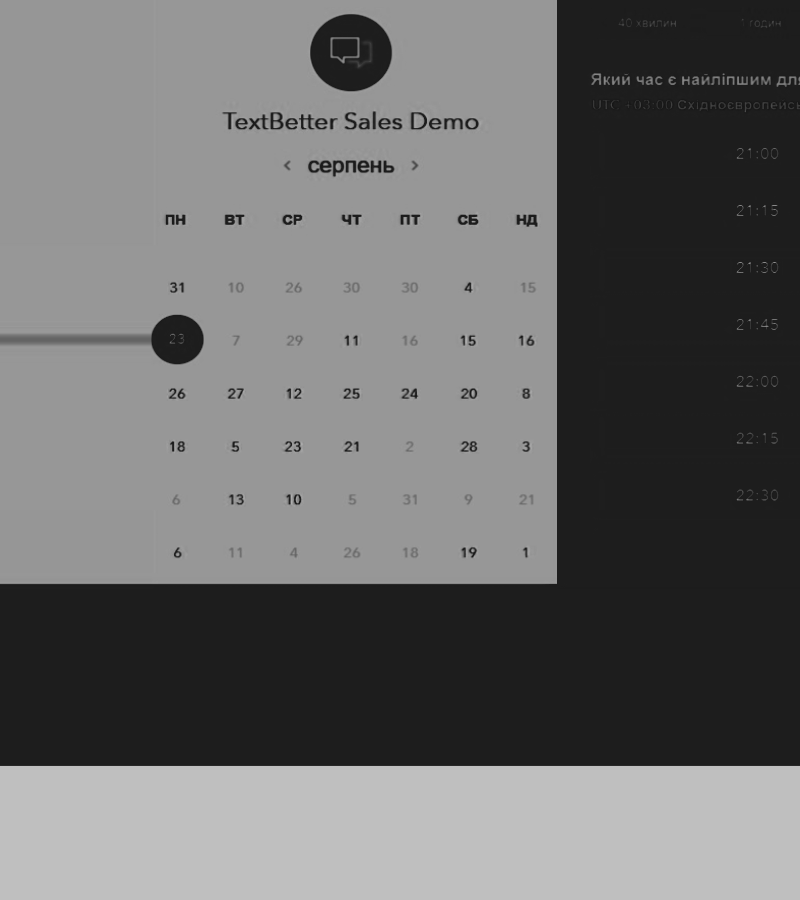 TextBetter Sales Demo
< серпень >
ПН ВТ СР ЧТ ПТ СБ НД
31 10 26 30 30 4 15
23 7 29 11 16 15 16
26 27 12 25 24 20 8
18 5 23 21 2 28 3
6 13 10 5 31 9 21
6 11 4 26 18 19 1
40 хвилин 1 годин
Який час є найліпшим для
UTC +03:00 Східноєвропейсь
21:00
21:15
21:30
21:45
22:00
22:15
22:30